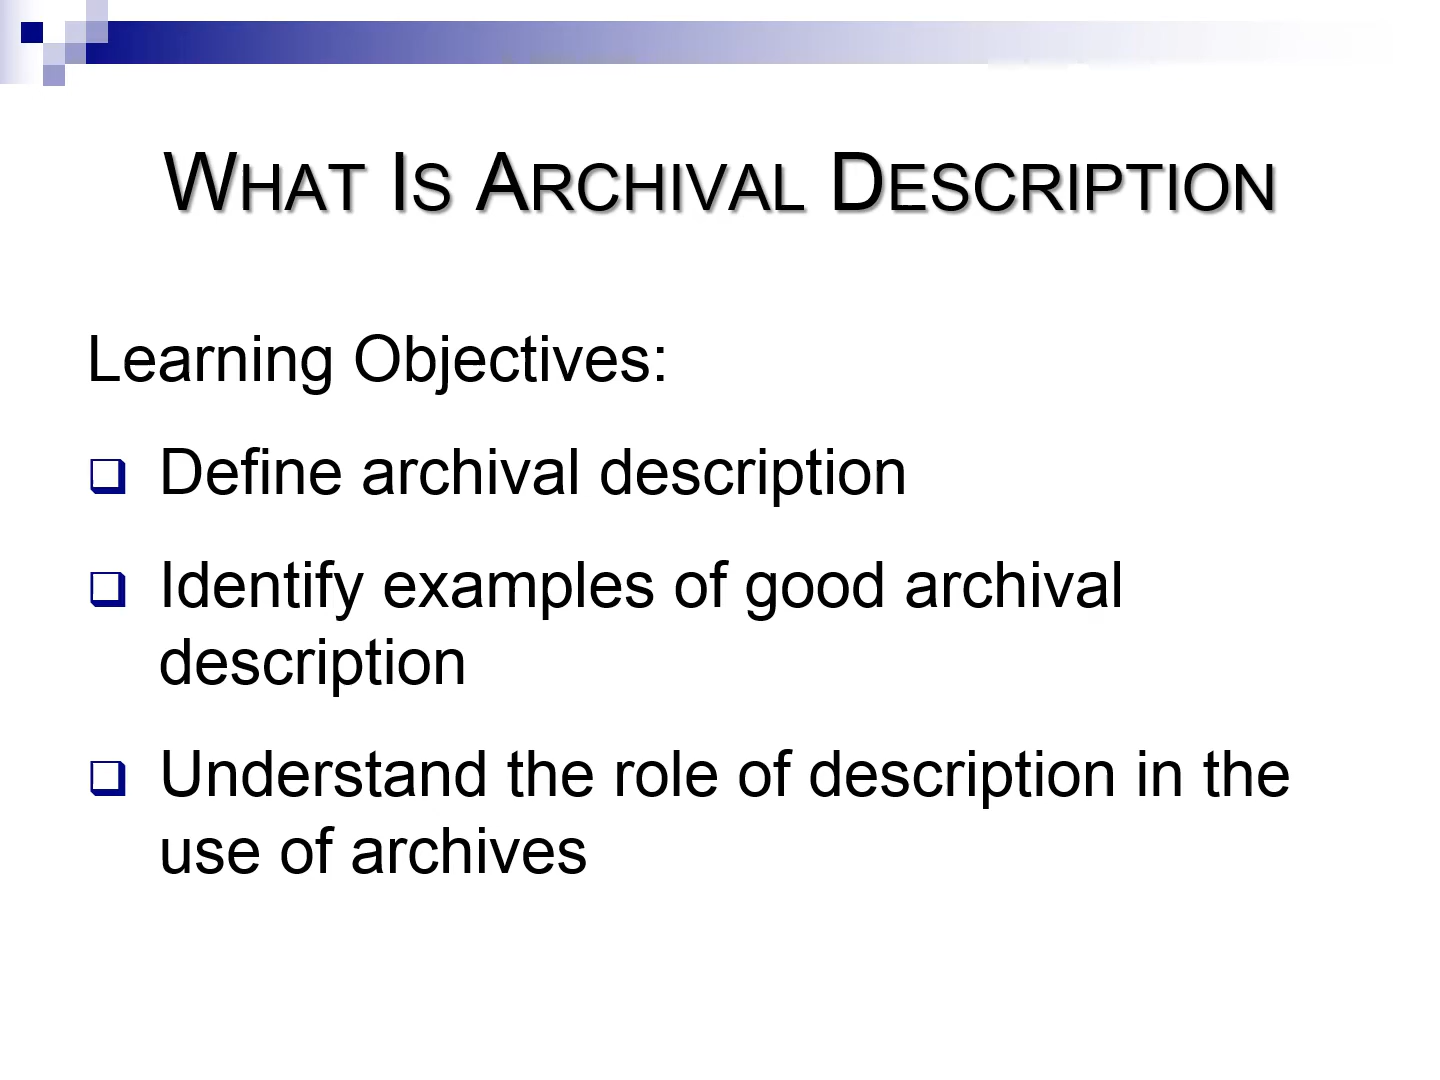 What Is Archival Description
Learning Objectives:
Define archival description
Identify examples of good archival
description
Understand the role of description in the
use of archives